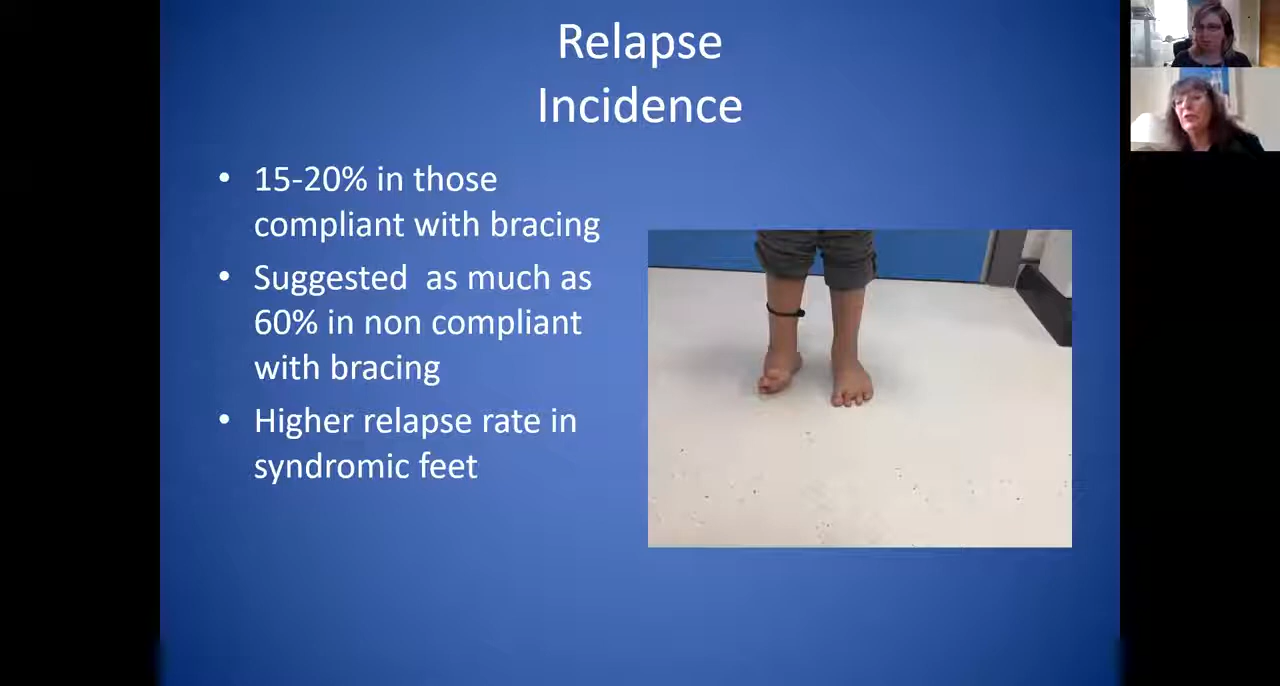 Relapse
Incidence
• 15-20% in those
compliant with bracing
• Suggested  as much as
60% in non compliant
with bracing
• Higher relapse rate in
syndromic feet